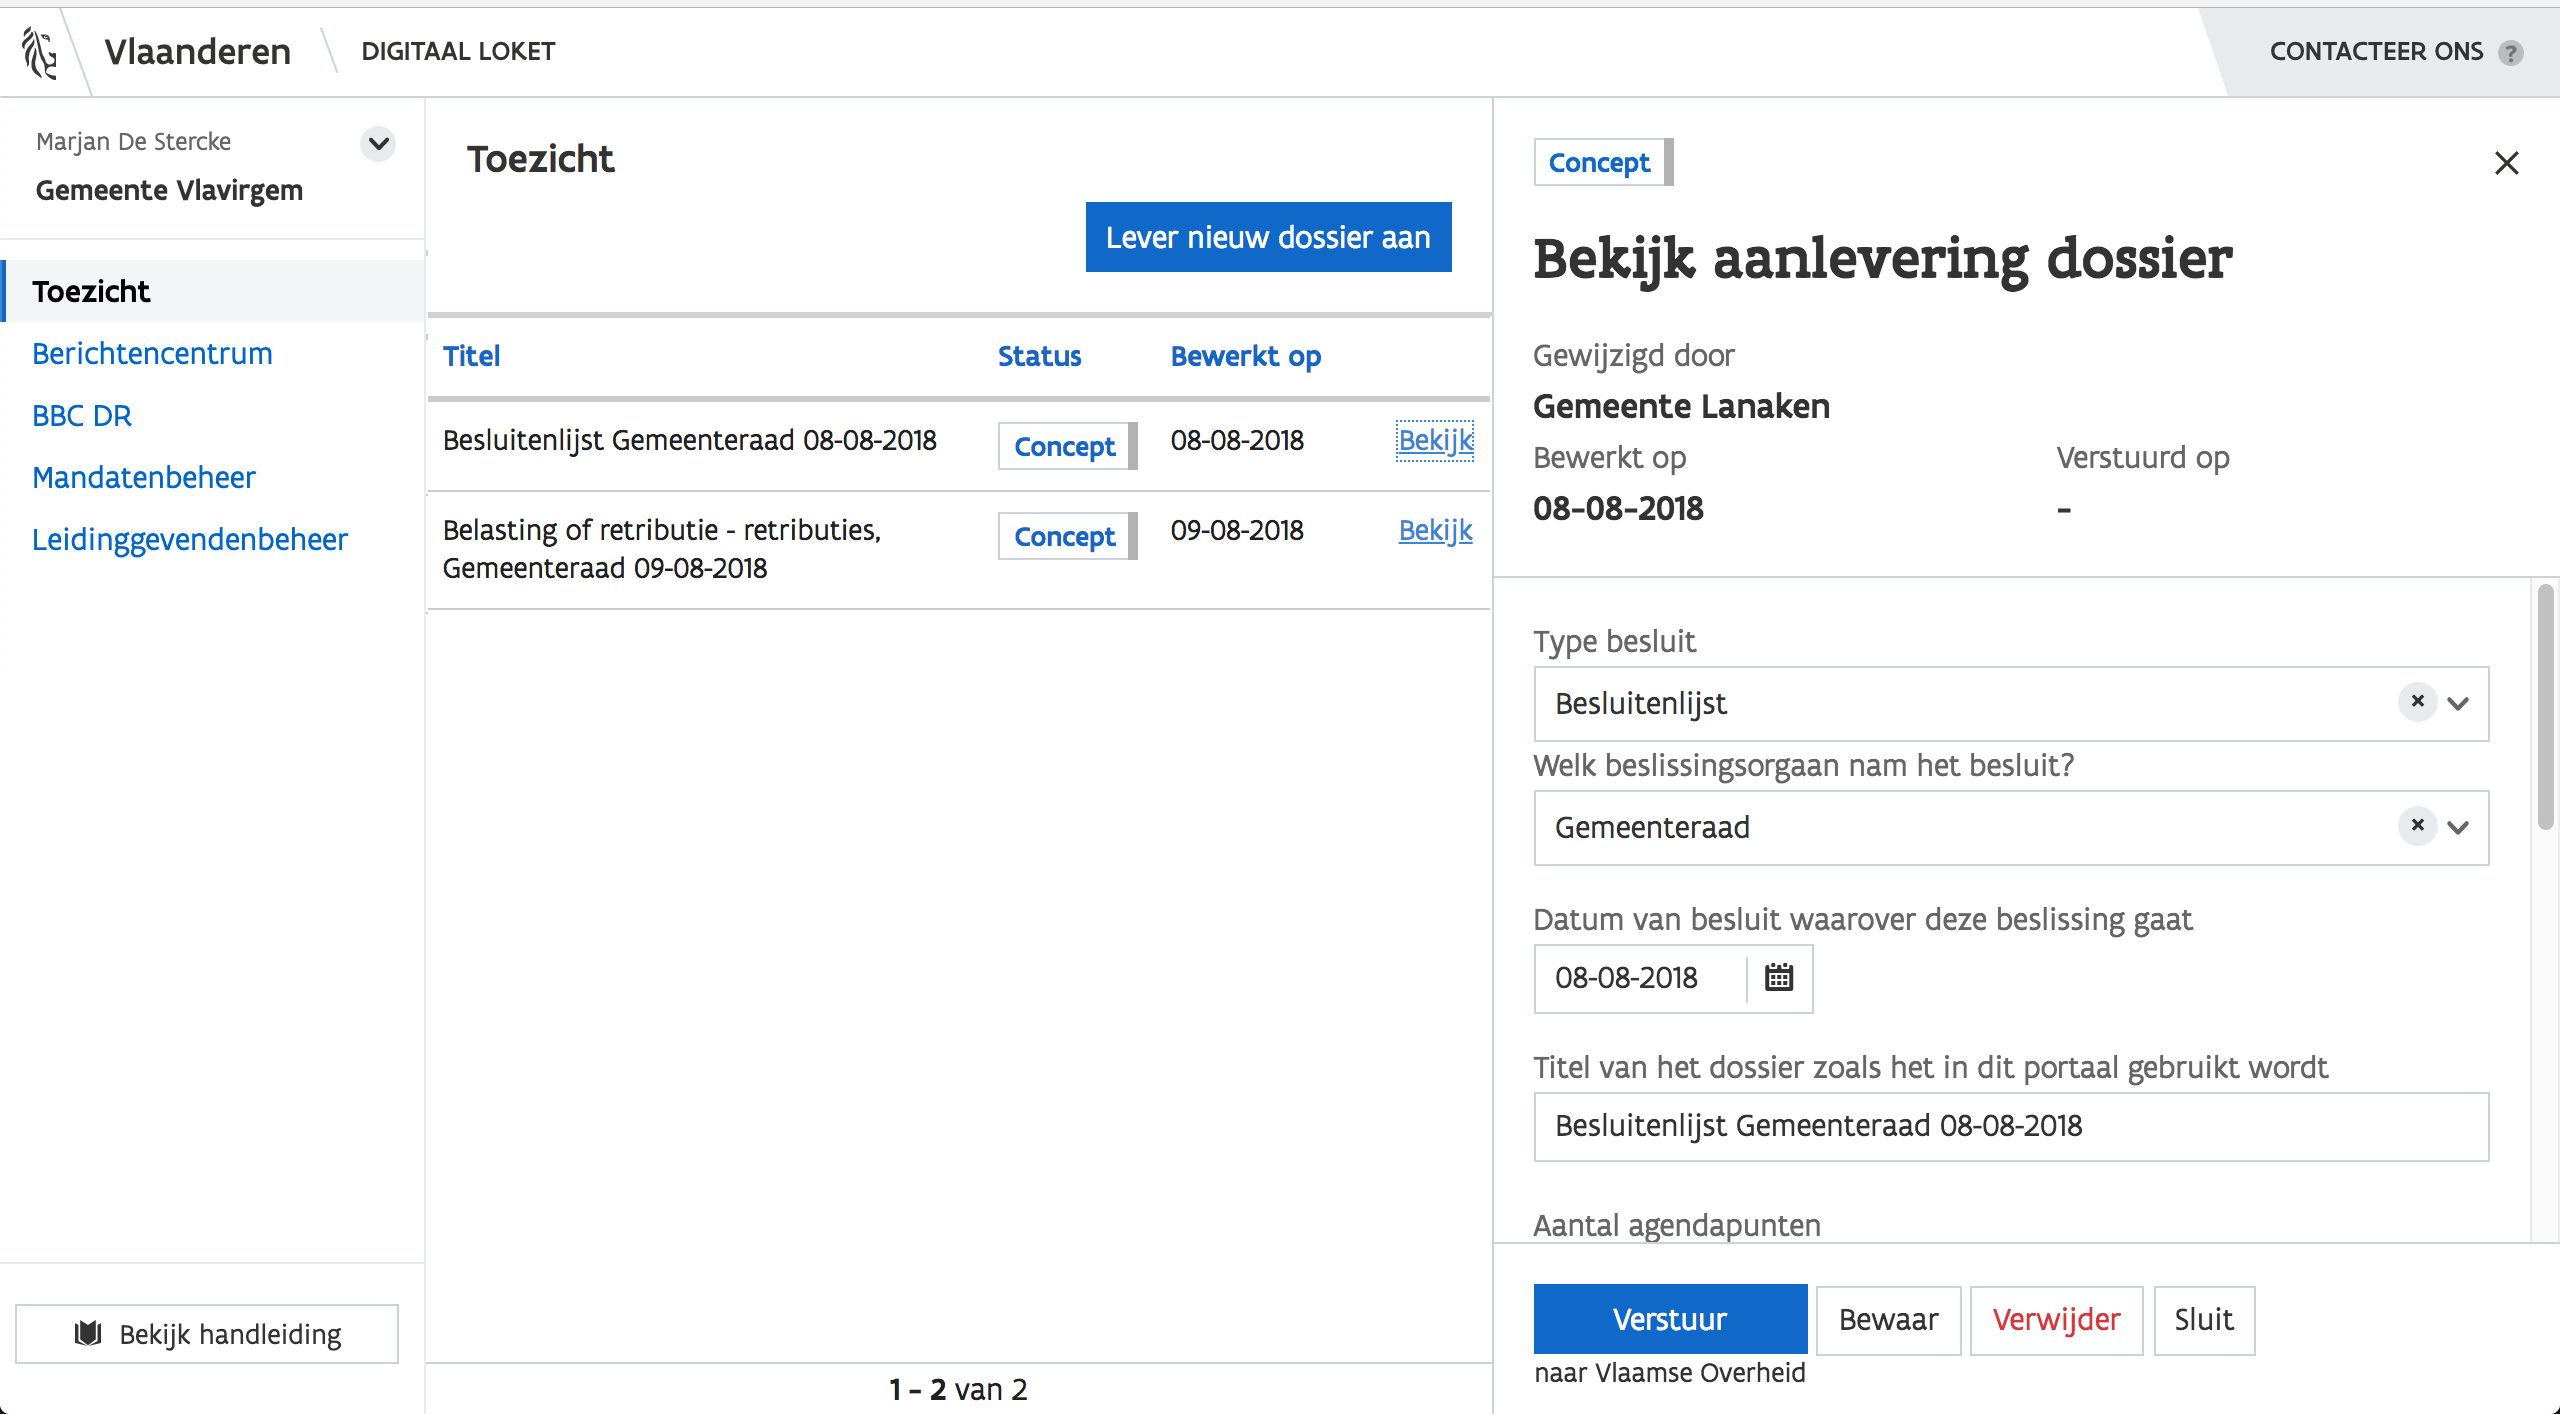 Vlaanderen
DIGITAAL LOKET
CONTACTEER ONS ?
Marjan De Stercke
Gemeente Vlavirgem
Toezicht
Berichtencentrum
BBC DR
Mandatenbeheer
Leidinggevendenbeheer
Bekijk handleiding
Toezicht
Lever nieuw dossier aan
Titel Status Bewerkt op
Besluitenlijst Gemeenteraad 08-08-2018 Concept 08-08-2018 Bekijk
Belasting of retributie - retributies, Concept 09-08-2018 Bekijk
Gemeenteraad 09-08-2018
1 - 2 van 2
Concept
Bekijk aanlevering dossier
Gewijzigd door
Gemeente Lanaken
Bewerkt op Verstuurd op
08-08-2018 -
Type besluit
Besluitenlijst
Welk beslissingsorgaan nam het besluit?
Gemeenteraad
Datum van besluit waarover deze beslissing gaat
08-08-2018
Titel van het dossier zoals het in dit portaal gebruikt wordt
Besluitenlijst Gemeenteraad 08-08-2018
Aantal agendapunten
Verstuur Bewaar Verwijder Sluit
naar Vlaamse Overheid